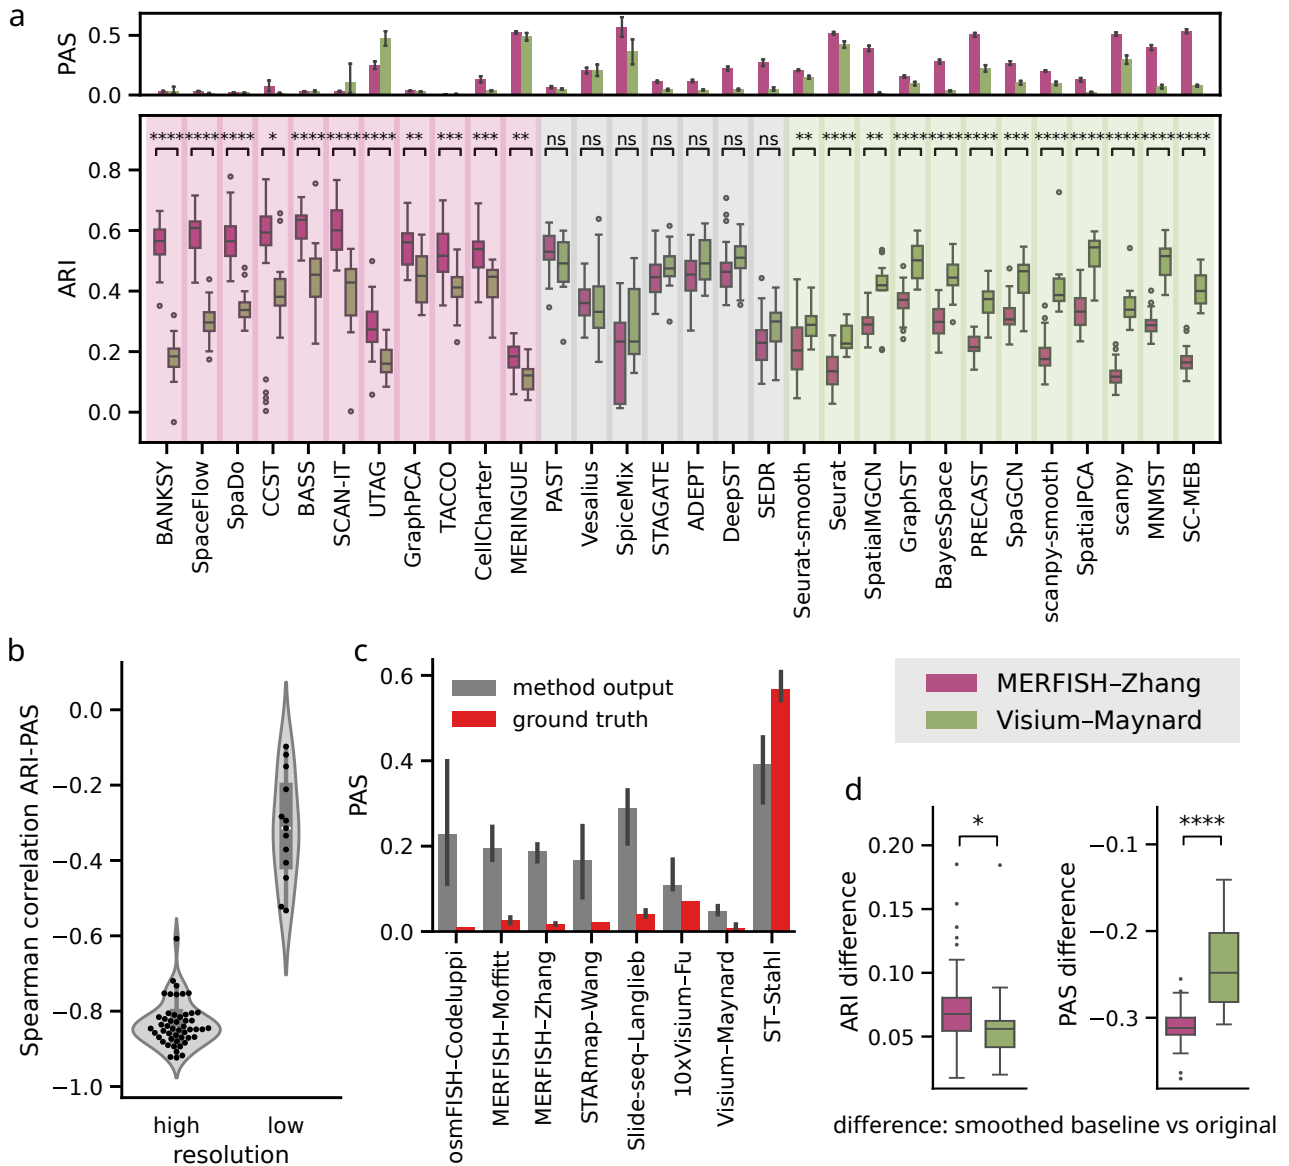 a
PAS
0.5
0.0
**** **** **** * **** **** **** ** *** *** ** ns ns ns ns ns ns ns ** **** ** **** **** **** *** **** **** **** **** ****
ARI
0.8
0.6
0.4
0.2
0.0
BANKSY
SpaceFlow
SpaDo
CCST
BASS
SCAN-IT
UTAG
GraphPCA
TACCO
CellCharter
MERINGUE
PAST
Vesalius
SpiceMix
STAGATE
ADEPT
DeepST
SEDR
Seurat-smooth
Seurat
SpatialMGCN
GraphST
BayesSpace
PRECAST
SpaGCN
scanpy-smooth
SpatialPCA
scanpy
MNMST
SC-MEB
b
Spearman correlation ARI-PAS
0.0
−0.2
−0.4
−0.6
−0.8
−1.0
high
low
resolution
c
PAS
0.6
0.4
0.2
0.0
method output
ground truth
osmFISH–Codeluppi
MERFISH–Moffitt
MERFISH–Zhang
STARmap–Wang
Slide-seq–Langlieb
10xVisium–Fu
Visium–Maynard
ST–Stahl
MERFISH–Zhang
Visium–Maynard
d
ARI difference
0.20
0.15
0.10
0.05
*
PAS difference
−0.1
−0.2
−0.3
****
difference: smoothed baseline vs original